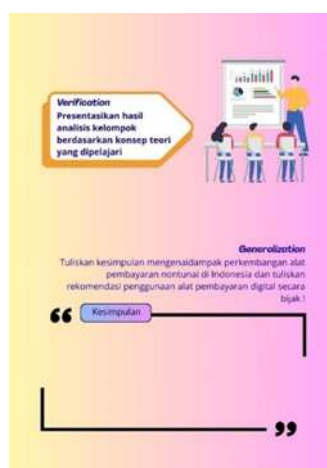 Verification
Presentasikan hasil
analisis kelompok
berdasarkan konsep teori
yang dipelajari
Generalization
Tuliskan kesimpulan mengenaidampak perkembangan alat
pembayaran nontunai di Indonesia dan tuliskan
rekomendasi penggunaan alat pembayaran digital secara
bijak !
Kesimpulan